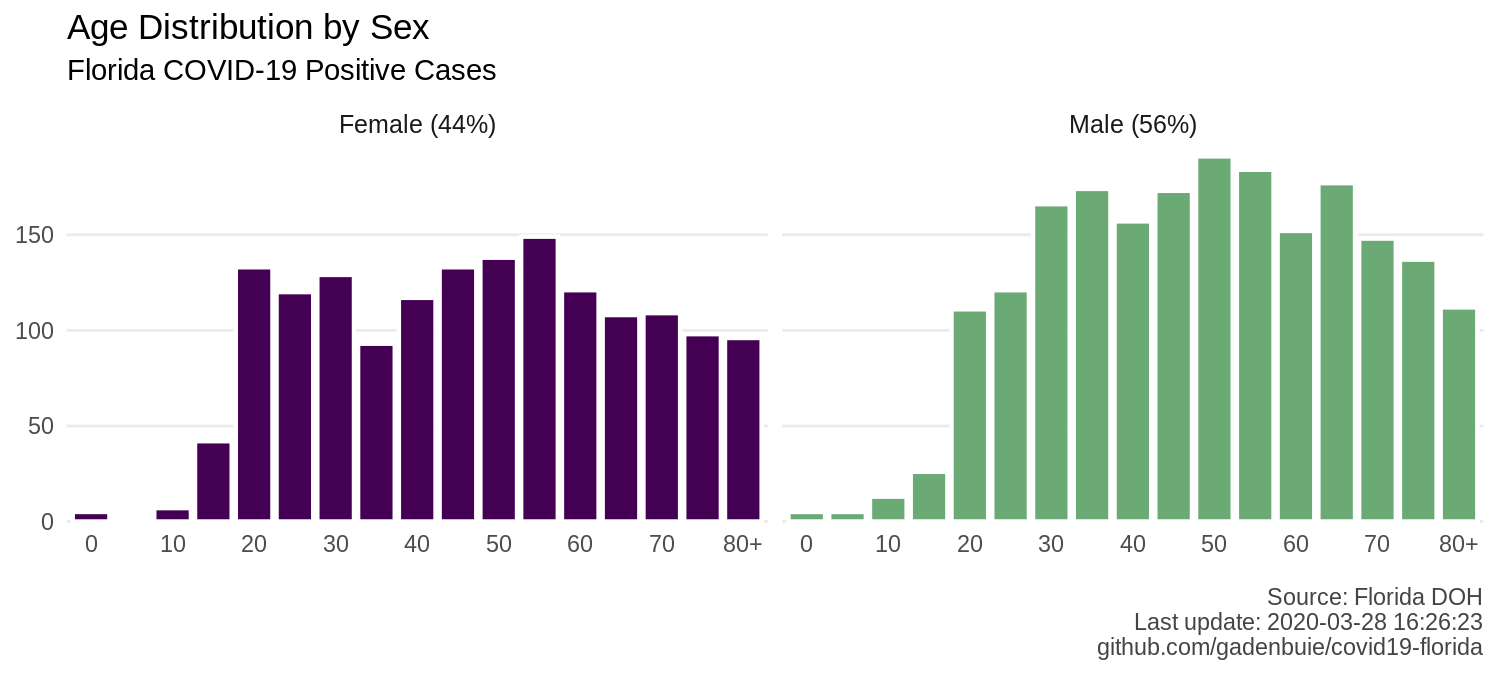 Age Distribution by Sex
Florida COVID-19 Positive Cases
Female (44%)
Male (56%)
150
100
50
0
0 10 20 30 40 50 60 70 80+
0 10 20 30 40 50 60 70 80+
Source: Florida DOH
Last update: 2020-03-28 16:26:23
github.com/gadenbuie/covid19-florida